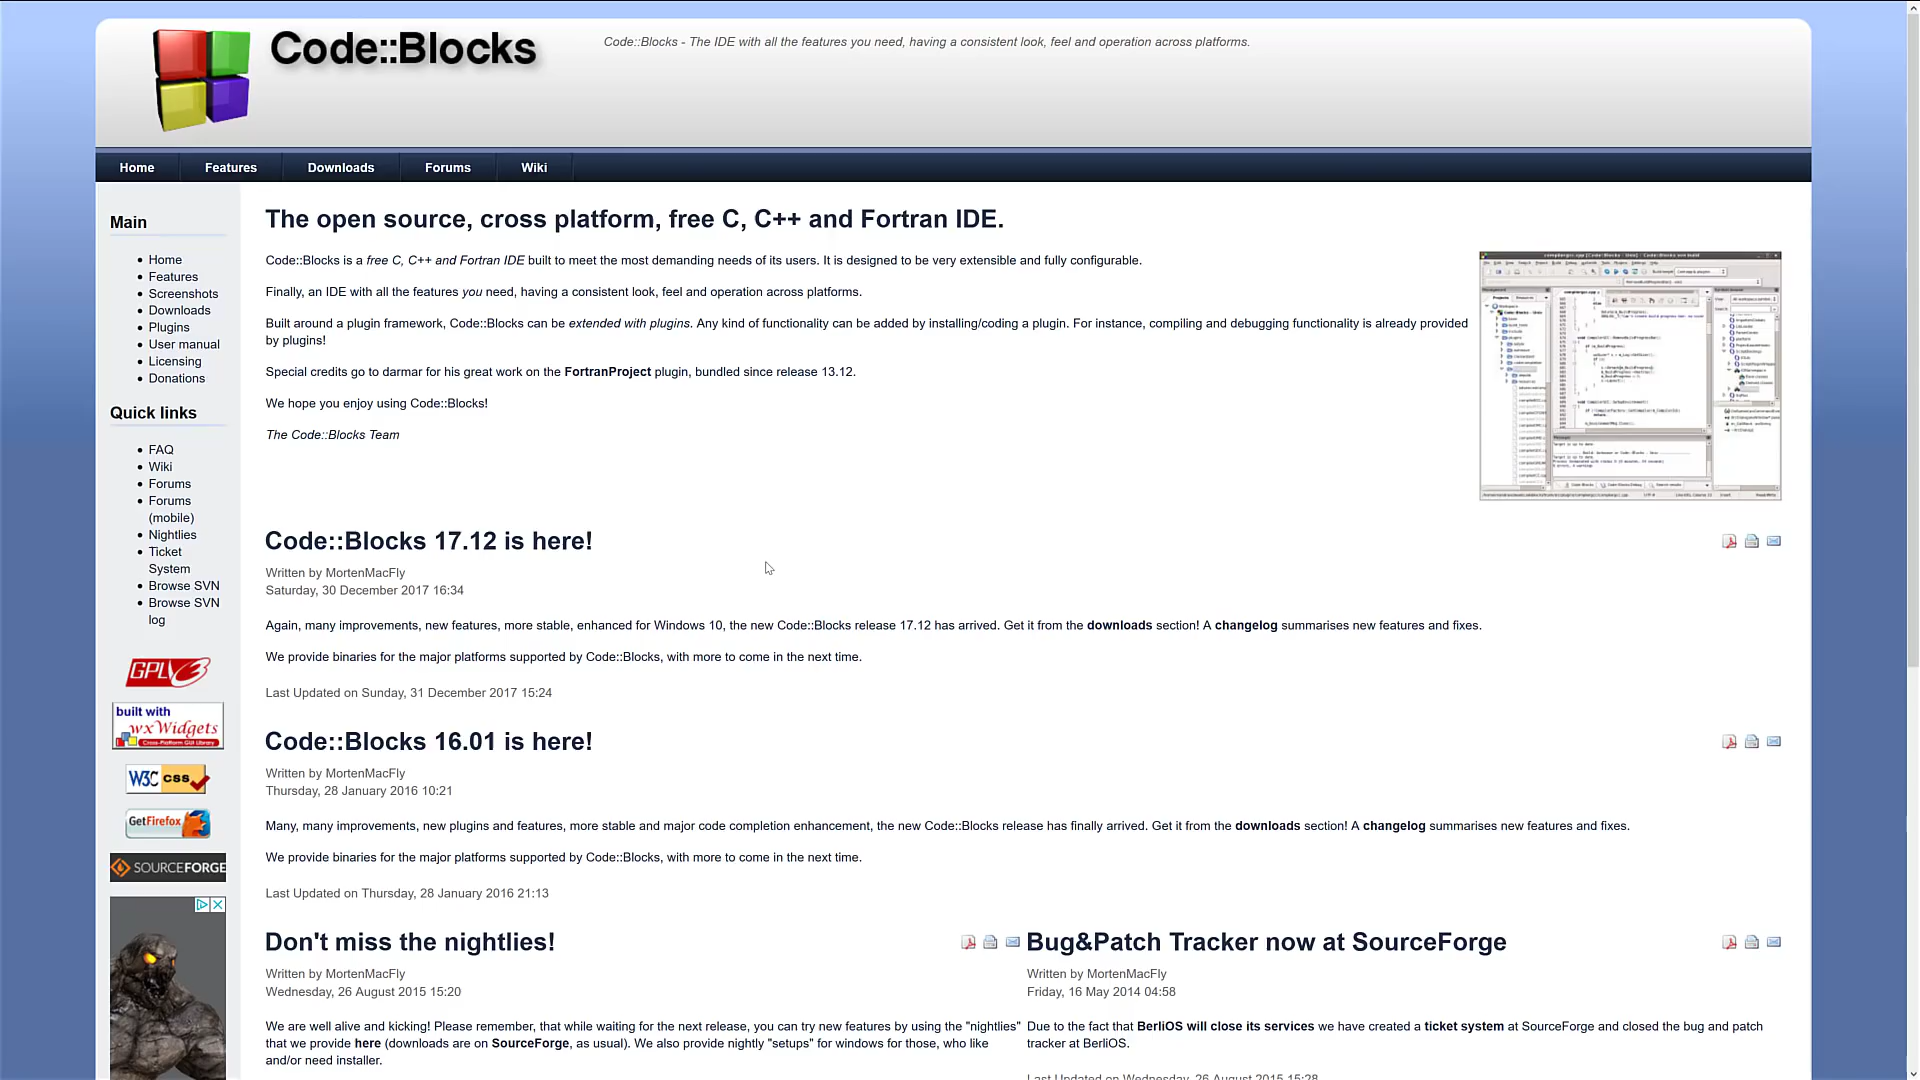 Code::Blocks
Code::Blocks - The IDE with all the features you need, having a consistent look, feel and operation across platforms.
Home
Features
Downloads
Forums
Wiki
Main
Home
Features
Screenshots
Downloads
Plugins
User manual
Licensing
Donations
Quick links
FAQ
Wiki
Forums
Forums
(mobile)
Nightlies
Ticket
System
Browse SVN
Browse SVN
log
GPLv3
built with
wxWidgets
Cross-Platform GUI Library
W3C css
GetFirefox
SOURCEFORGE
The open source, cross platform, free C, C++ and Fortran IDE.
Code::Blocks is a free C, C++ and Fortran IDE built to meet the most demanding needs of its users. It is designed to be very extensible and fully configurable.
Finally, an IDE with all the features you need, having a consistent look, feel and operation across platforms.
Built around a plugin framework, Code::Blocks can be extended with plugins. Any kind of functionality can be added by installing/coding a plugin. For instance, compiling and debugging functionality is already provided
by plugins!
Special credits go to darmar for his great work on the FortranProject plugin, bundled since release 13.12.
We hope you enjoy using Code::Blocks!
The Code::Blocks Team
Code::Blocks 17.12 is here!
Written by MortenMacFly
Saturday, 30 December 2017 16:34
Again, many improvements, new features, more stable, enhanced for Windows 10, the new Code::Blocks release 17.12 has arrived. Get it from the downloads section! A changelog summarises new features and fixes.
We provide binaries for the major platforms supported by Code::Blocks, with more to come in the next time.
Last Updated on Sunday, 31 December 2017 15:24
Code::Blocks 16.01 is here!
Written by MortenMacFly
Thursday, 28 January 2016 10:21
Many, many improvements, new plugins and features, more stable and major code completion enhancement, the new Code::Blocks release has finally arrived. Get it from the downloads section! A changelog summarises new features and fixes.
We provide binaries for the major platforms supported by Code::Blocks, with more to come in the next time.
Last Updated on Thursday, 28 January 2016 21:13
Don't miss the nightlies!
Written by MortenMacFly
Wednesday, 26 August 2015 15:20
We are well alive and kicking! Please remember, that while waiting for the next release, you can try new features by using the "nightlies"
that we provide here (downloads are on SourceForge, as usual). We also provide nightly "setups" for windows for those, who like
and/or need installer.
Bug&Patch Tracker now at SourceForge
Written by MortenMacFly
Friday, 16 May 2014 04:58
Due to the fact that BerliOS will close its services we have created a ticket system at SourceForge and closed the bug and patch
tracker at BerliOS.
Last Updated on Wednesday, 26 August 2015 15:28